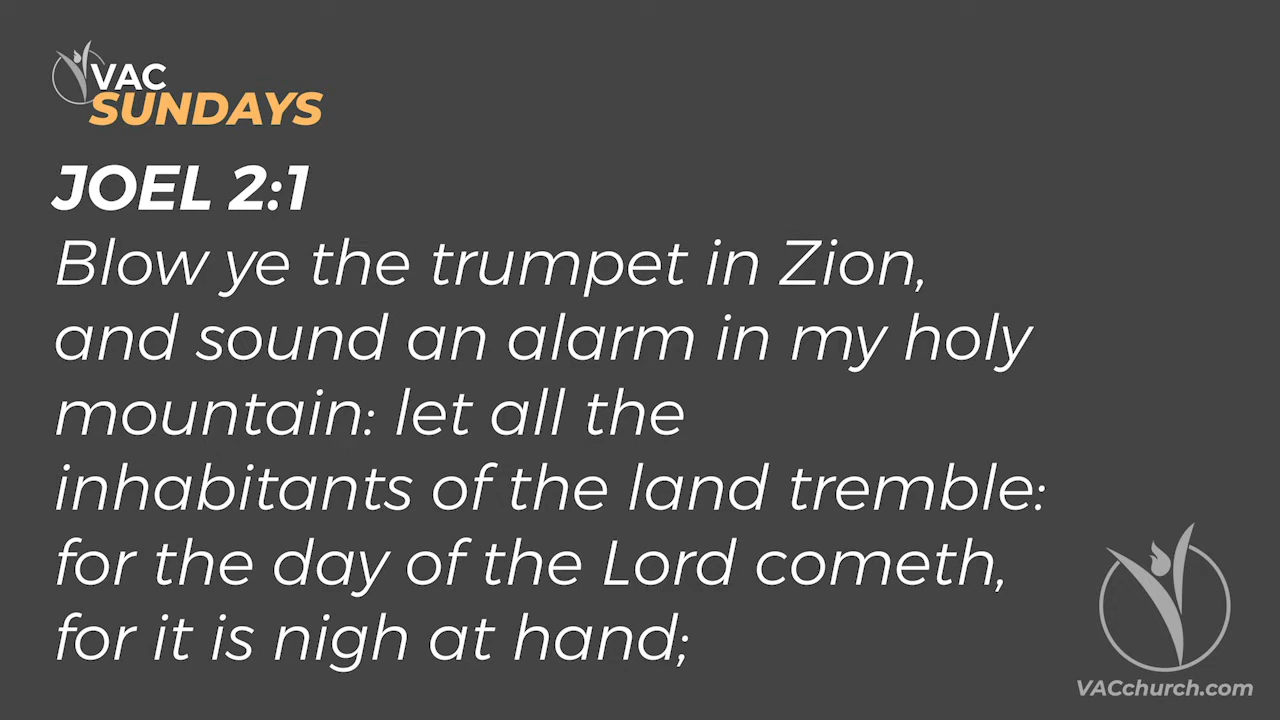 VAC
SUNDAYS
JOEL 2:1
Blow ye the trumpet in Zion,
and sound an alarm in my holy
mountain: let all the
inhabitants of the land tremble:
for the day of the Lord cometh,
for it is nigh at hand;
VACchurch.com